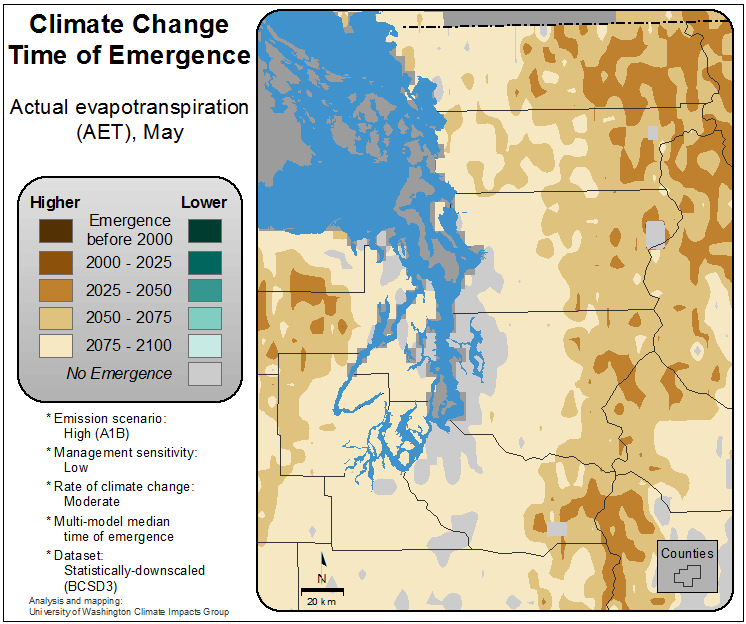 Climate Change
Time of Emergence
Actual evapotranspiration
(AET), May
Higher
Lower
Emergence
before 2000
2000 - 2025
2025 - 2050
2050 - 2075
2075 - 2100
No Emergence
* Emission scenario:
High (A1B)
* Management sensitivity:
Low
* Rate of climate change:
Moderate
* Multi-model median
time of emergence
* Dataset:
Statistically-downscaled
(BCSD3)
Analysis and mapping:
University of Washington Climate Impacts Group
N
20 km
Counties